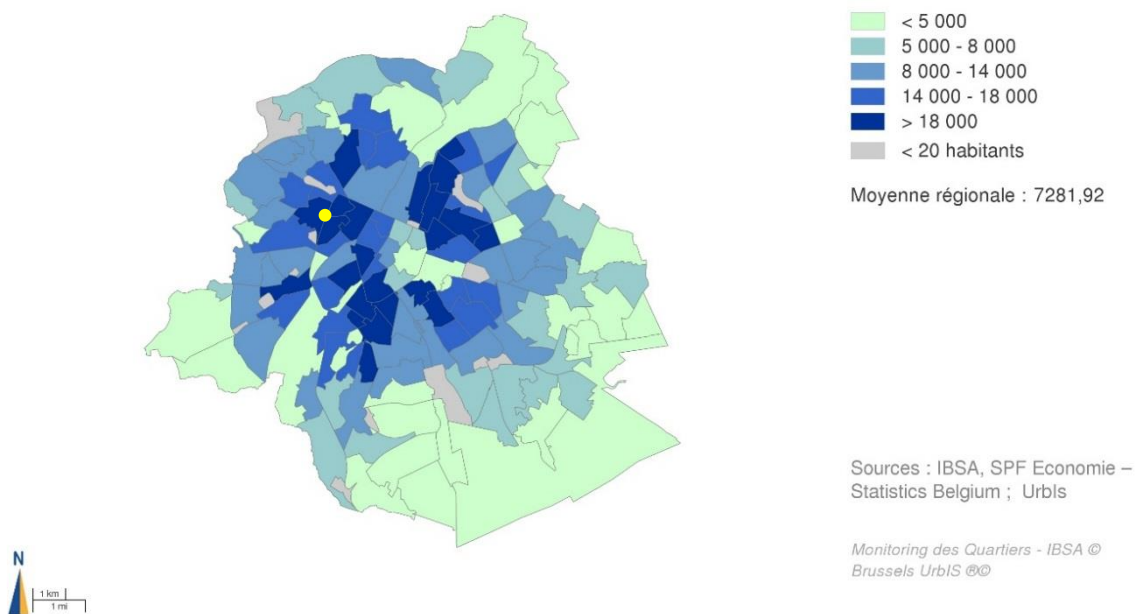 < 5 000
5 000 - 8 000
8 000 - 14 000
14 000 - 18 000
> 18 000
< 20 habitants
Moyenne régionale : 7281,92
Sources : IBSA, SPF Economie –
Statistics Belgium ; UrbIs
Monitoring des Quartiers - IBSA ©
Brussels UrbIS ®©
N
1 km
1 mi